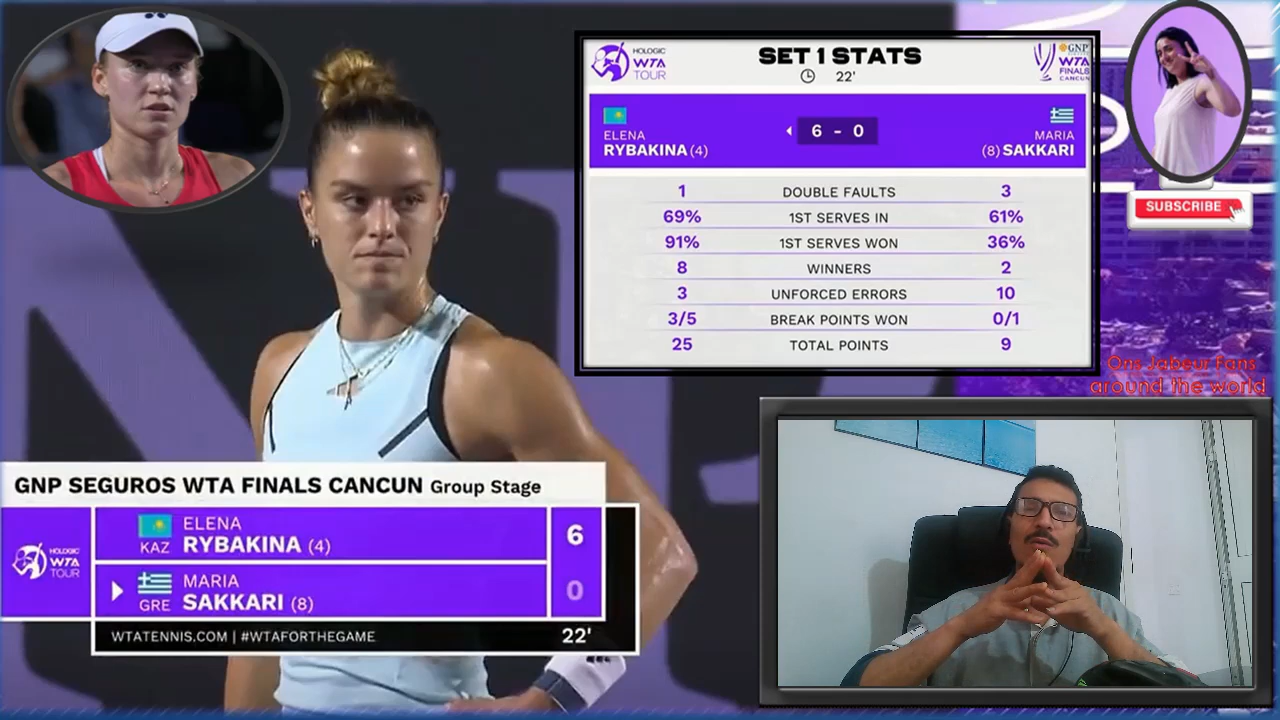 HOLOGIC
WTA
TOUR
SET 1 STATS
22'
GNP
WTA
FINALS
CANCUN
ELENA
RYBAKINA (4)
6 - 0
MARIA
(8) SAKKARI
1 DOUBLE FAULTS 3
69% 1ST SERVES IN 61%
91% 1ST SERVES WON 36%
8 WINNERS 2
3 UNFORCED ERRORS 10
3/5 BREAK POINTS WON 0/1
25 TOTAL POINTS 9
SUBSCRIBE
Ons Jabeur Fans
around the world
GNP SEGUROS WTA FINALS CANCUN Group Stage
HOLOGIC
WTA
TOUR
ELENA
KAZ RYBAKINA (4) 6
MARIA
GRE SAKKARI (8) 0
WTATENNIS.COM | #WTAFORTHEGAME 22'